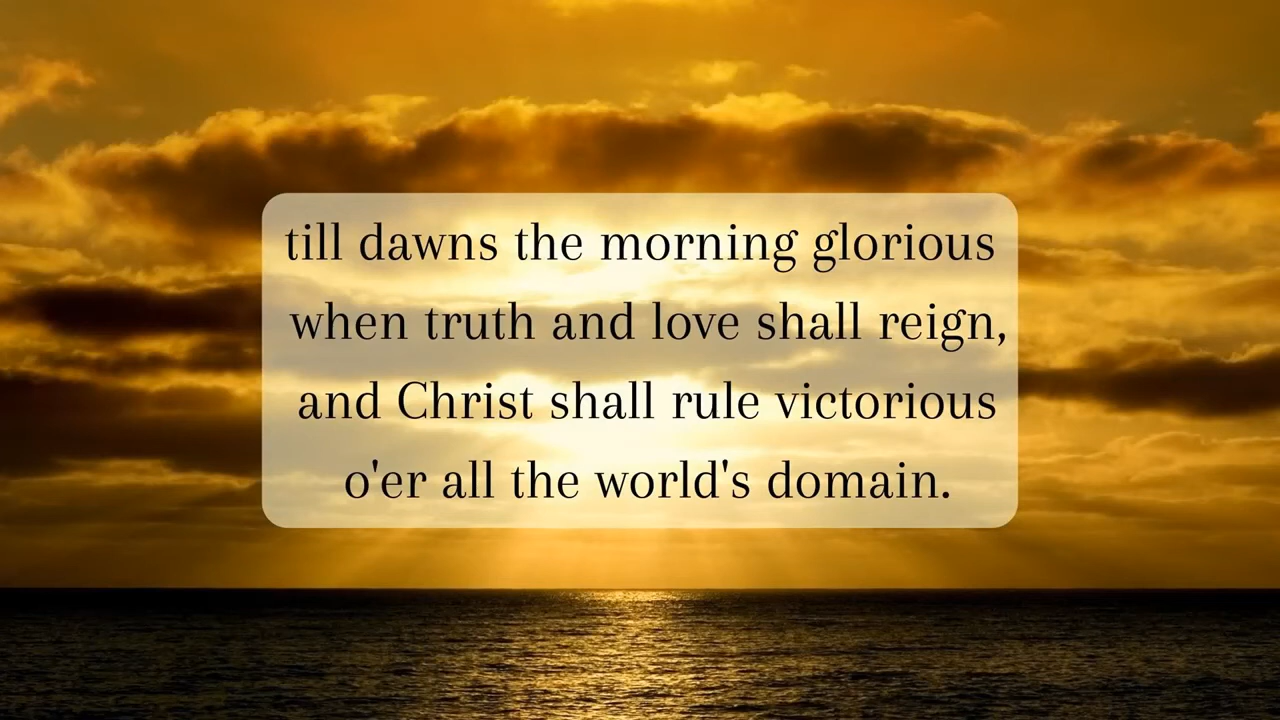 till dawns the morning glorious
when truth and love shall reign,
and Christ shall rule victorious
o'er all the world's domain.